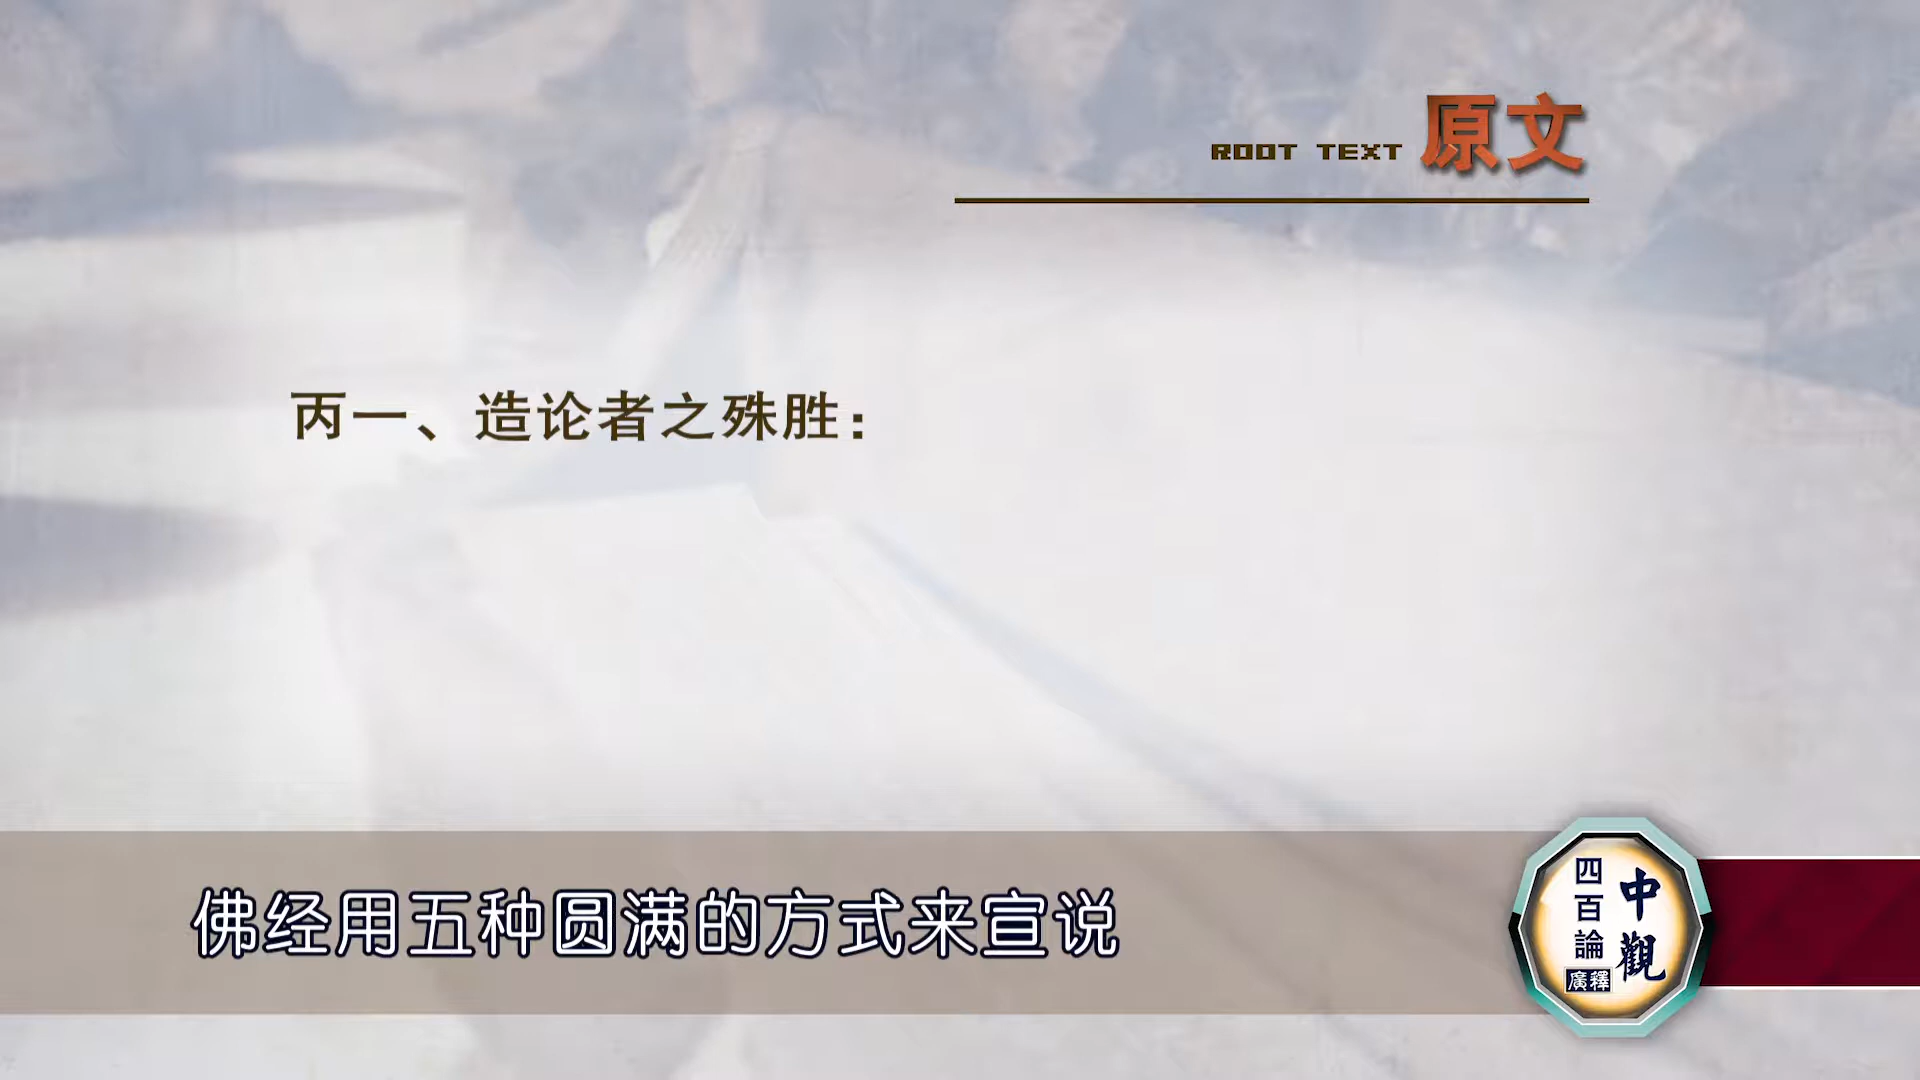 ROOT TEXT 原文
丙一、造论者之殊胜：
佛经用五种圆满的方式来宣说
中觀
四百論
廣釋